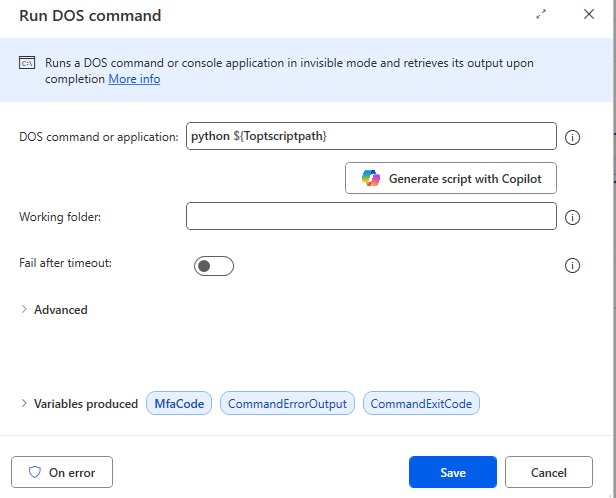 Run DOS command
C:\
Runs a DOS command or console application in invisible mode and retrieves its output upon
completion More info
DOS command or application: python ${Toptscriptpath}
Generate script with Copilot
Working folder:
Fail after timeout:
Advanced
Variables produced MfaCode CommandErrorOutput CommandExitCode
On error Save Cancel